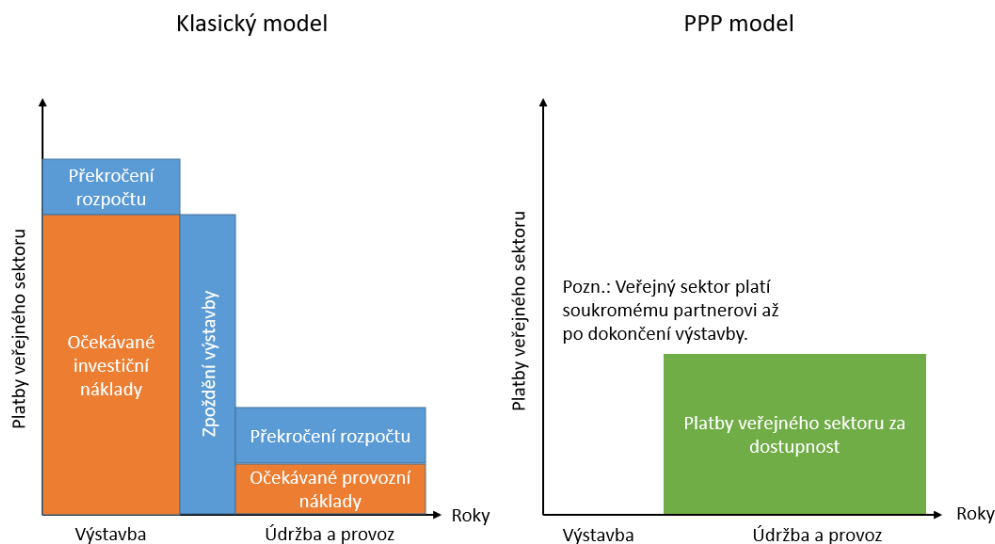 Klasický model
Platby veřejného sektoru
Překročení
rozpočtu
Očekávané
investiční
náklady
Zpoždění výstavby
Překročení rozpočtu
Očekávané provozní
náklady
Roky
Výstavba
Údržba a provoz
PPP model
Platby veřejného sektoru
Pozn.: Veřejný sektor platí
soukromému partnerovi až
po dokončení výstavby.
Platby veřejného sektoru za
dostupnost
Roky
Výstavba
Údržba a provoz